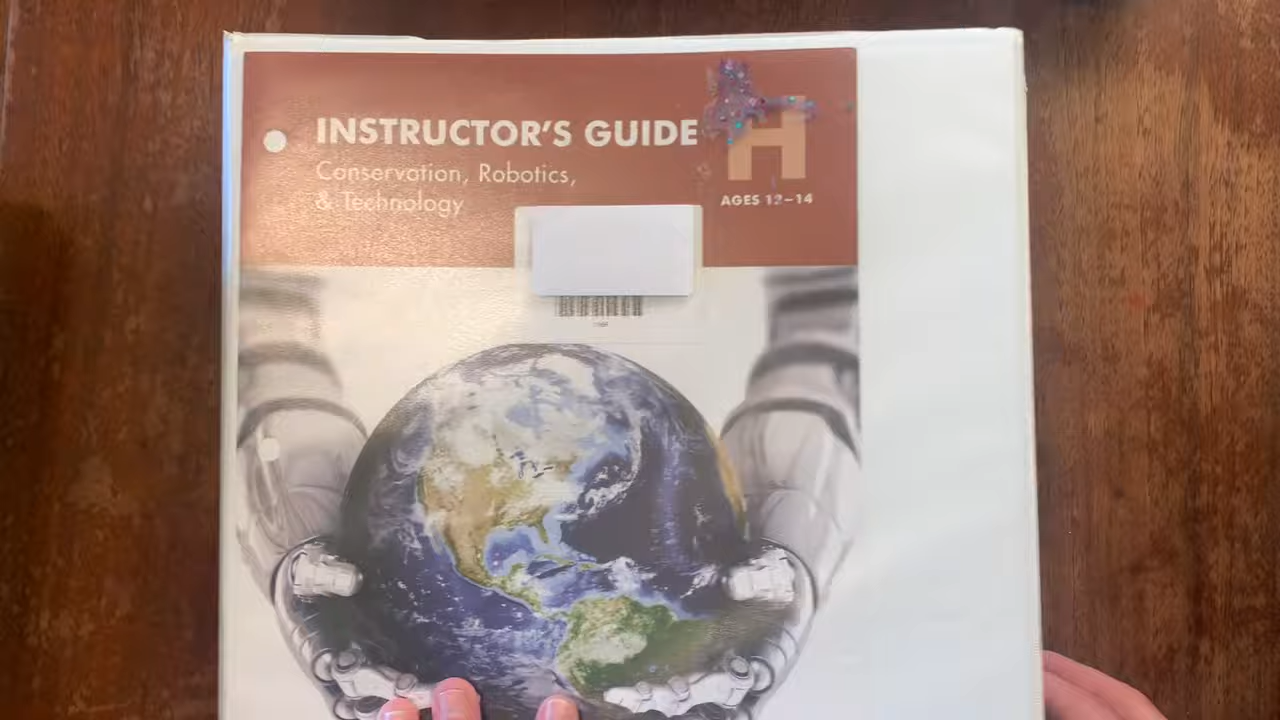 INSTRUCTOR'S GUIDE
Conservation, Robotics,
& Technology
H
AGES 12–14